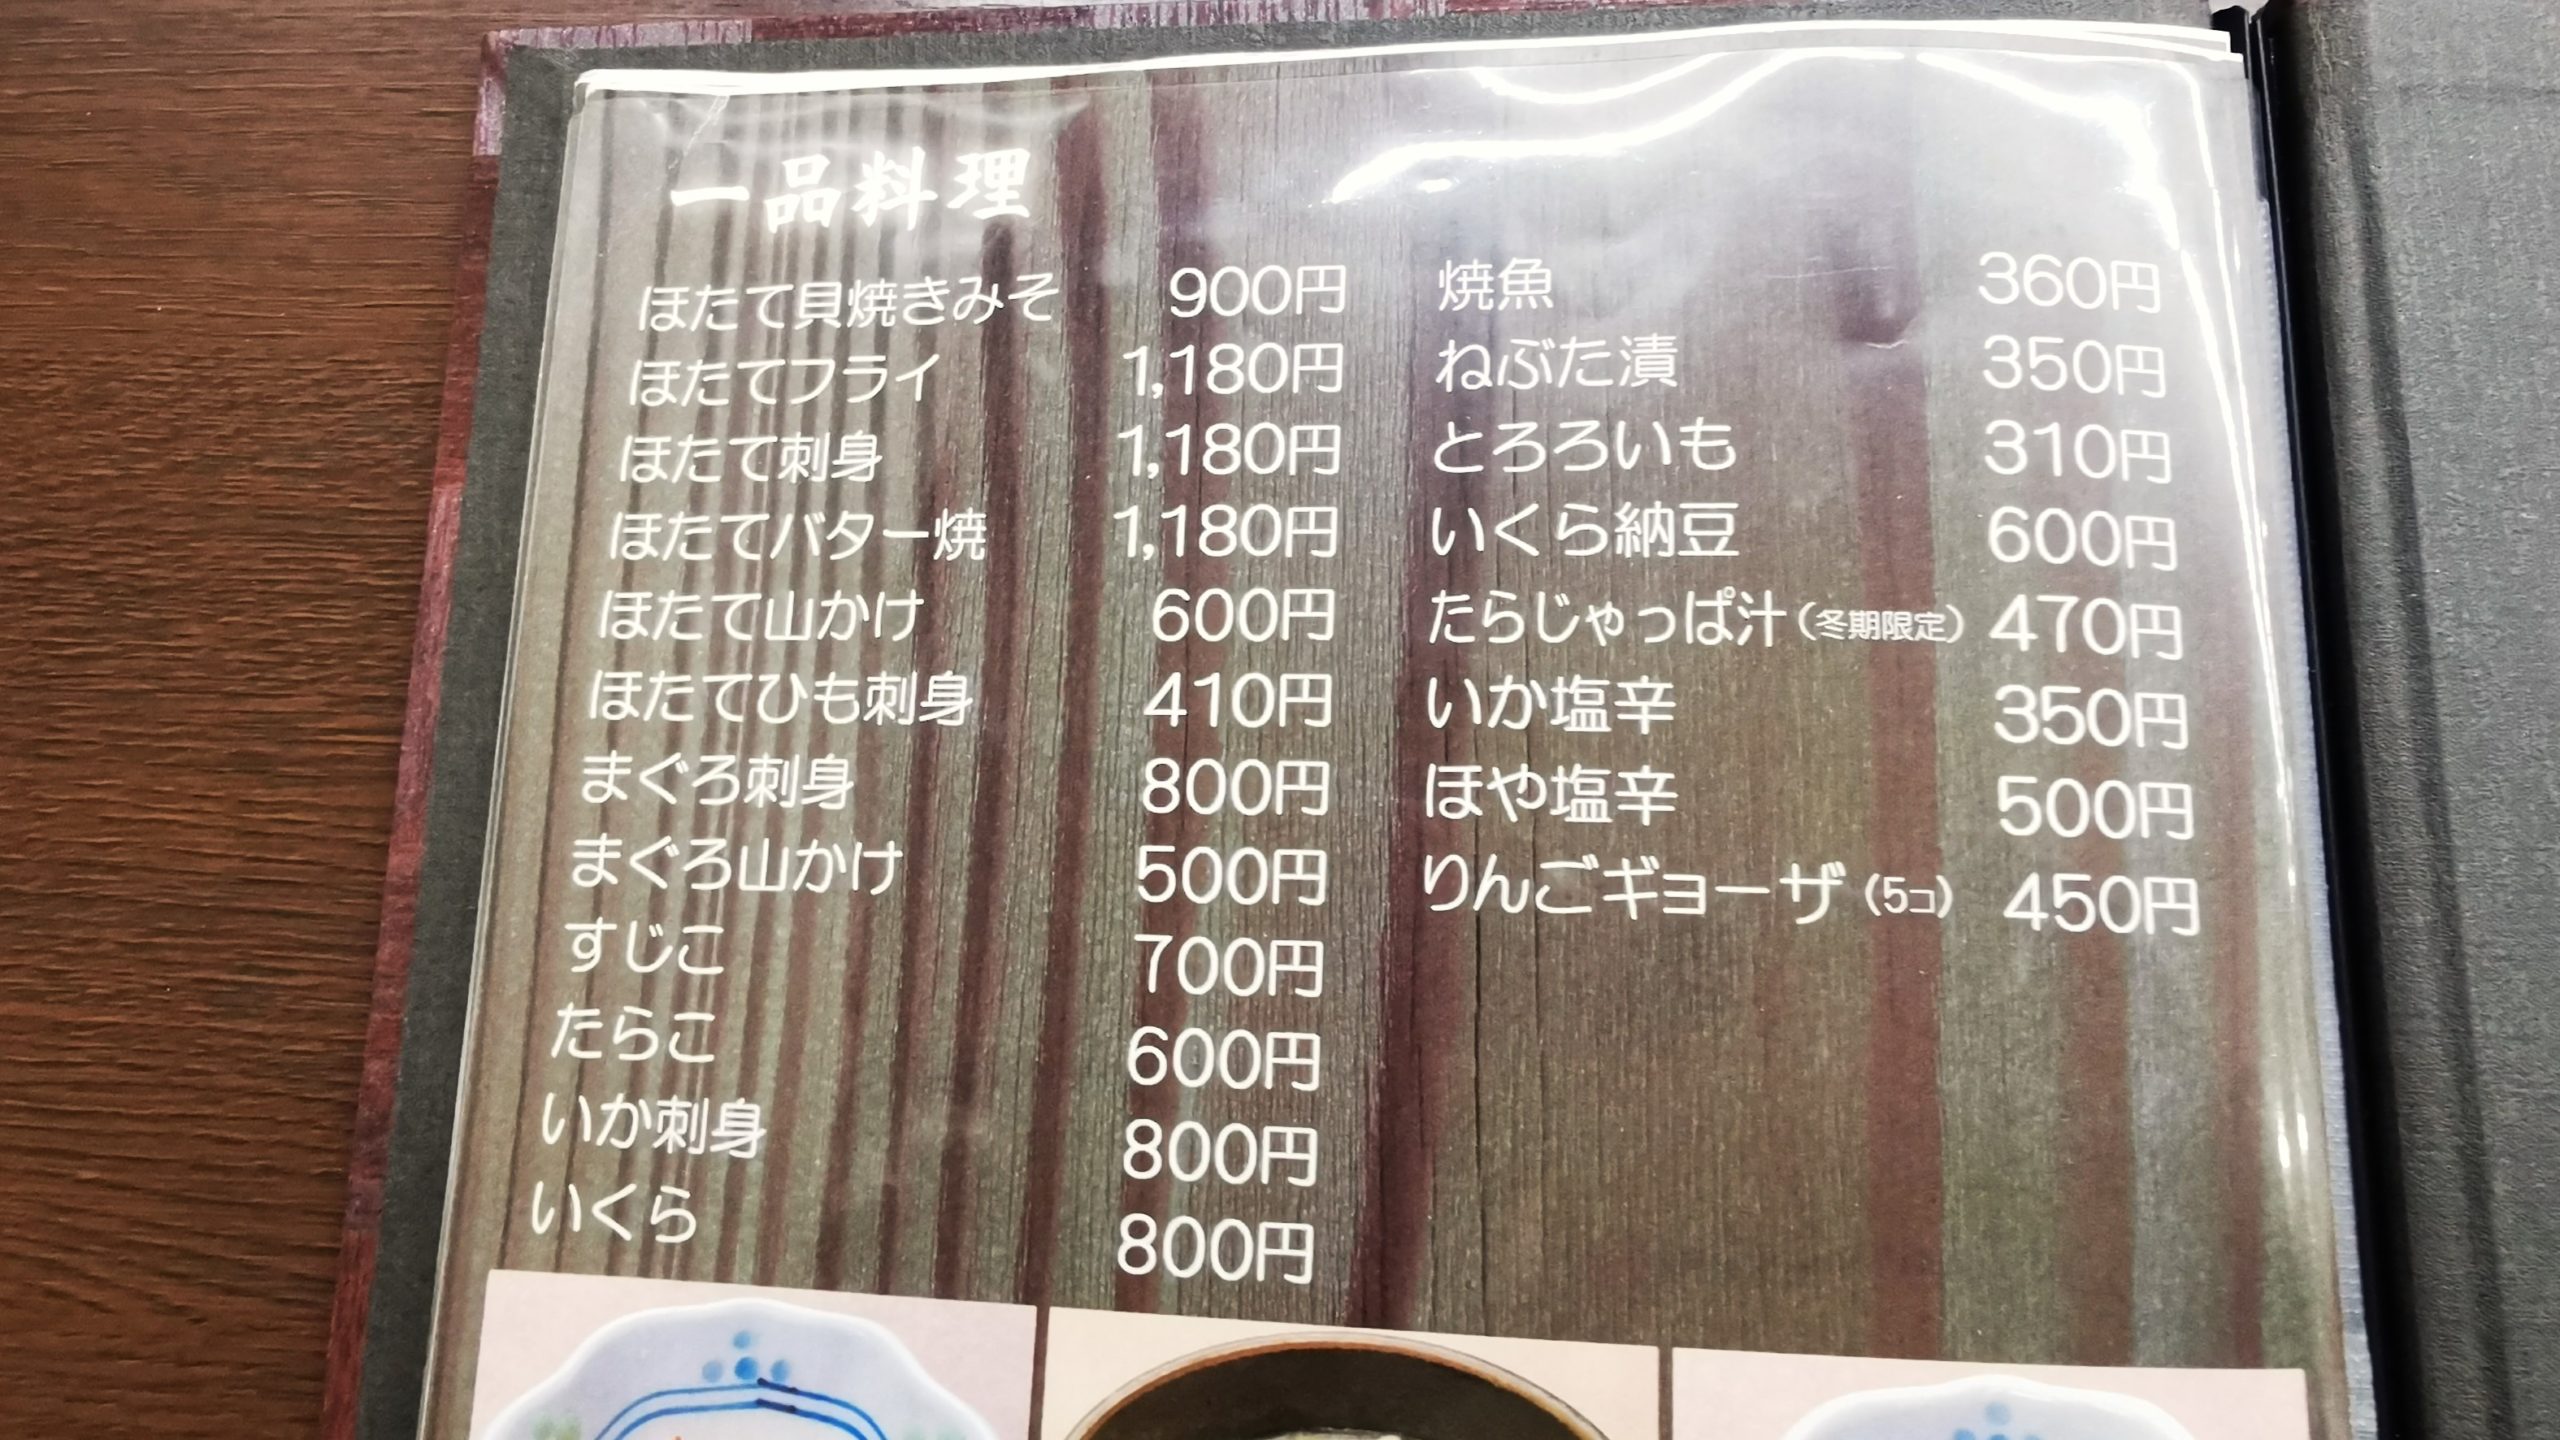 一品料理
ほたて貝焼きみそ 900円
ほたてフライ 1,180円
ほたて刺身 1,180円
ほたてバター焼 1,180円
ほたて山かけ 600円
ほたてひも刺身 410円
まぐろ刺身 800円
まぐろ山かけ 500円
すじこ 700円
たらこ 600円
いか刺身 800円
いくら 800円
焼魚 360円
ねぶた漬 350円
とろろいも 310円
いくら納豆 600円
たらじゃっぱ汁（冬期限定） 470円
いか塩辛 350円
ほや塩辛 500円
りんごギョーザ（5コ） 450円